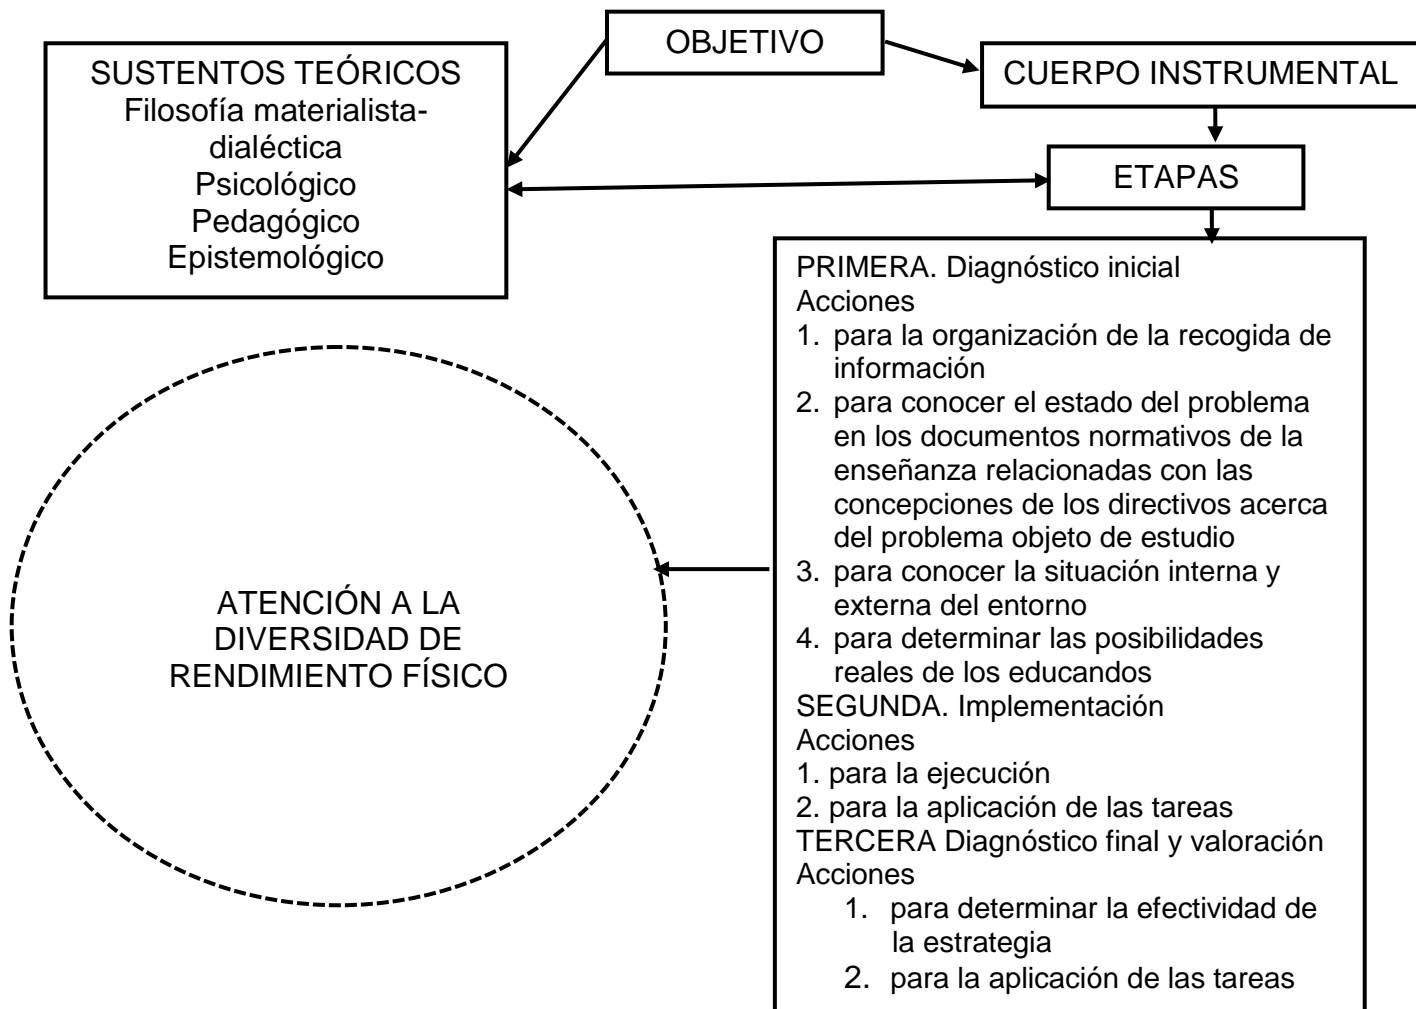 OBJETIVO
SUSTENTOS TEÓRICOS
Filosofía materialista-
dialéctica
Psicológico
Pedagógico
Epistemológico
CUERPO INSTRUMENTAL
ETAPAS
PRIMERA. Diagnóstico inicial
Acciones
1. para la organización de la recogida de
información
2. para conocer el estado del problema
en los documentos normativos de la
enseñanza relacionadas con las
concepciones de los directivos acerca
del problema objeto de estudio
3. para conocer la situación interna y
externa del entorno
4. para determinar las posibilidades
reales de los educandos
SEGUNDA. Implementación
Acciones
1. para la ejecución
2. para la aplicación de las tareas
TERCERA Diagnóstico final y valoración
Acciones
1. para determinar la efectividad de
la estrategia
2. para la aplicación de las tareas
ATENCIÓN A LA
DIVERSIDAD DE
RENDIMIENTO FÍSICO